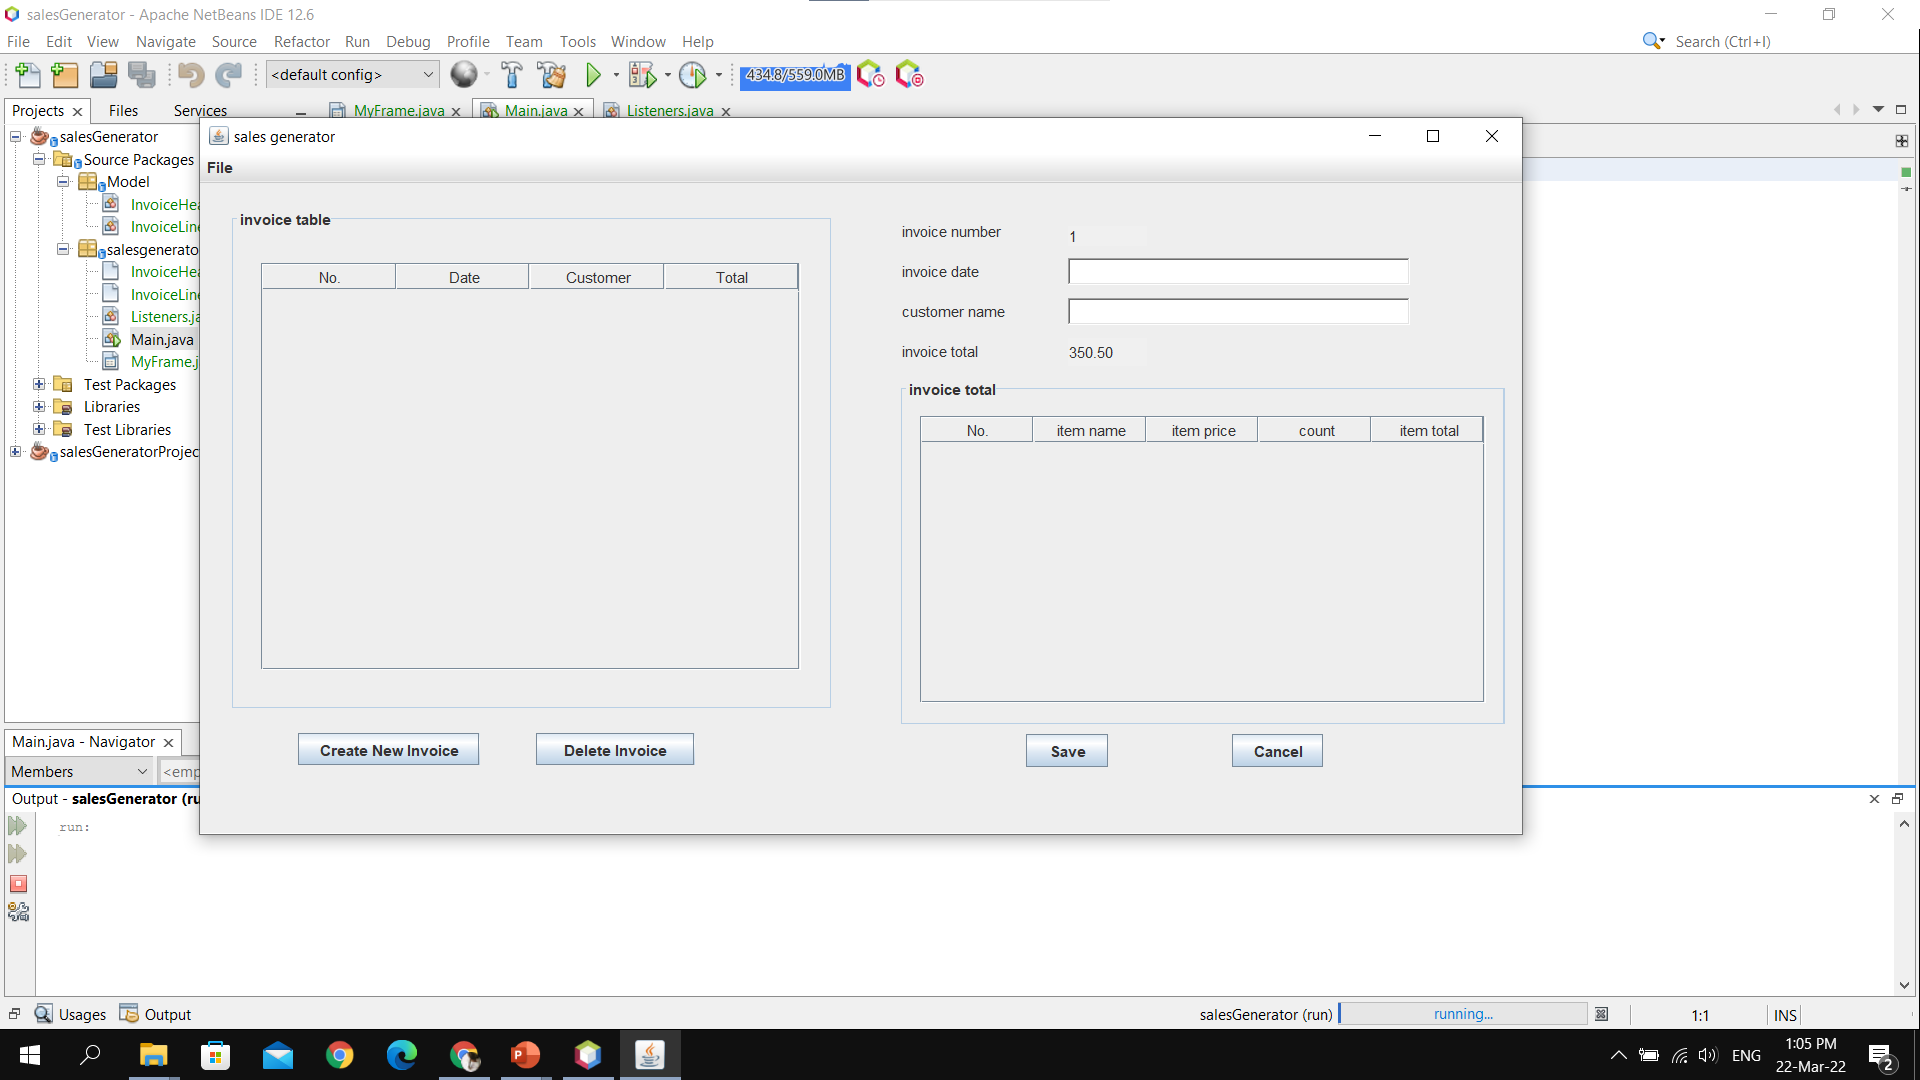 salesGenerator - Apache NetBeans IDE 12.6
File Edit View Navigate Source Refactor Run Debug Profile Team Tools Window Help
Search (Ctrl+I)
<default config>
434.8/559.0MB
Projects Files Services
MyFrame.java Main.java Listeners.java
salesGenerator
Source Packages
Model
InvoiceHea
InvoiceLine
salesgenerato
InvoiceHea
InvoiceLine
Listeners.ja
Main.java
MyFrame.j
Test Packages
Libraries
Test Libraries
salesGeneratorProjec
sales generator
File
invoice table
No. Date Customer Total
Create New Invoice Delete Invoice
invoice number 1
invoice date
customer name
invoice total 350.50
invoice total
No. item name item price count item total
Save Cancel
Main.java - Navigator
Members <emp
Output - salesGenerator (ru
run:
Usages Output
salesGenerator (run) running... 1:1 INS
ENG
1:05 PM
22-Mar-22
2